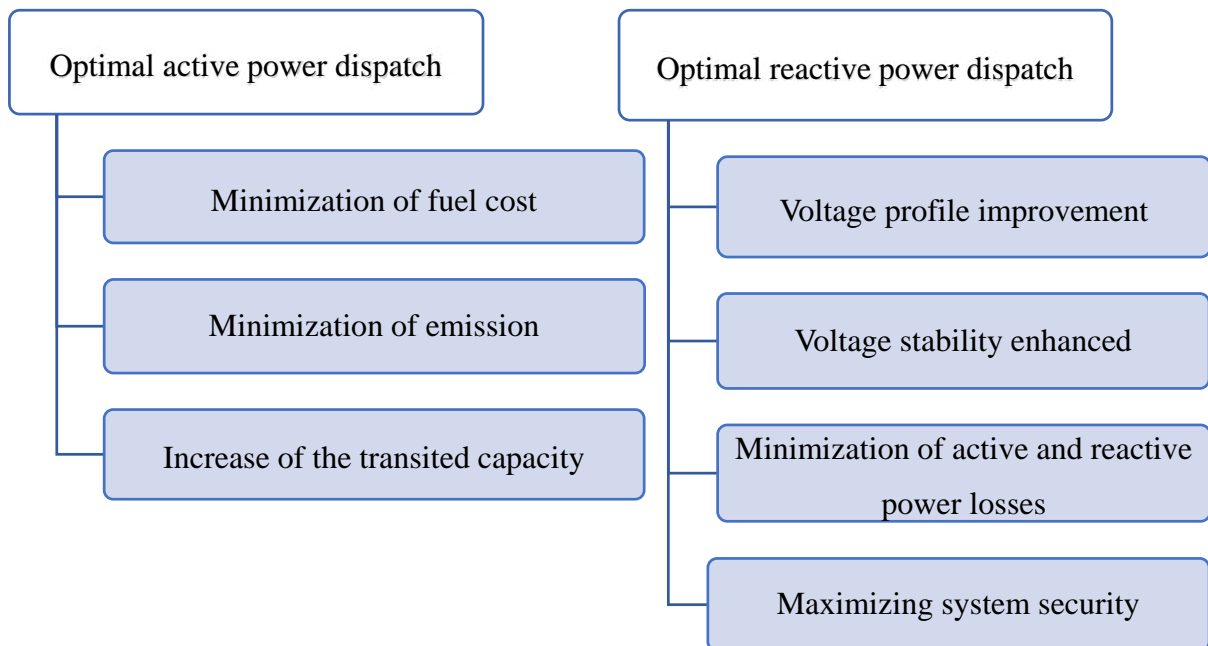 Optimal active power dispatch
Minimization of fuel cost
Minimization of emission
Increase of the transited capacity
Optimal reactive power dispatch
Voltage profile improvement
Voltage stability enhanced
Minimization of active and reactive
power losses
Maximizing system security